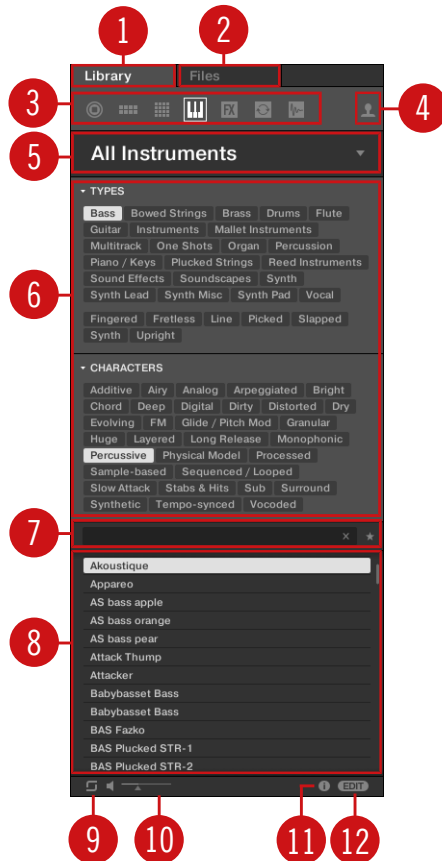 1
2
Library Files
3
FX
4
5
All Instruments
TYPES
Bass Bowed Strings Brass Drums Flute
Guitar Instruments Mallet Instruments
Multitrack One Shots Organ Percussion
Piano / Keys Plucked Strings Reed Instruments
6
Sound Effects Soundscapes Synth
Synth Lead Synth Misc Synth Pad Vocal
Fingered Fretless Line Picked Slapped
Synth Upright
CHARACTERS
Additive Airy Analog Arpeggiated Bright
Chord Deep Digital Dirty Distorted Dry
Evolving FM Glide / Pitch Mod Granular
Huge Layered Long Release Monophonic
Percussive Physical Model Processed
Sample-based Sequenced / Looped
Slow Attack Stabs & Hits Sub Surround
Synthetic Tempo-synced Vocoded
7
Akoustique
Appareo
AS bass apple
AS bass orange
AS bass pear
8
Attack Thump
Attacker
Babybasset Bass
Babybasset Bass
BAS Fazko
BAS Plucked STR-1
BAS Plucked STR-2
i EDIT
9
10
11
12